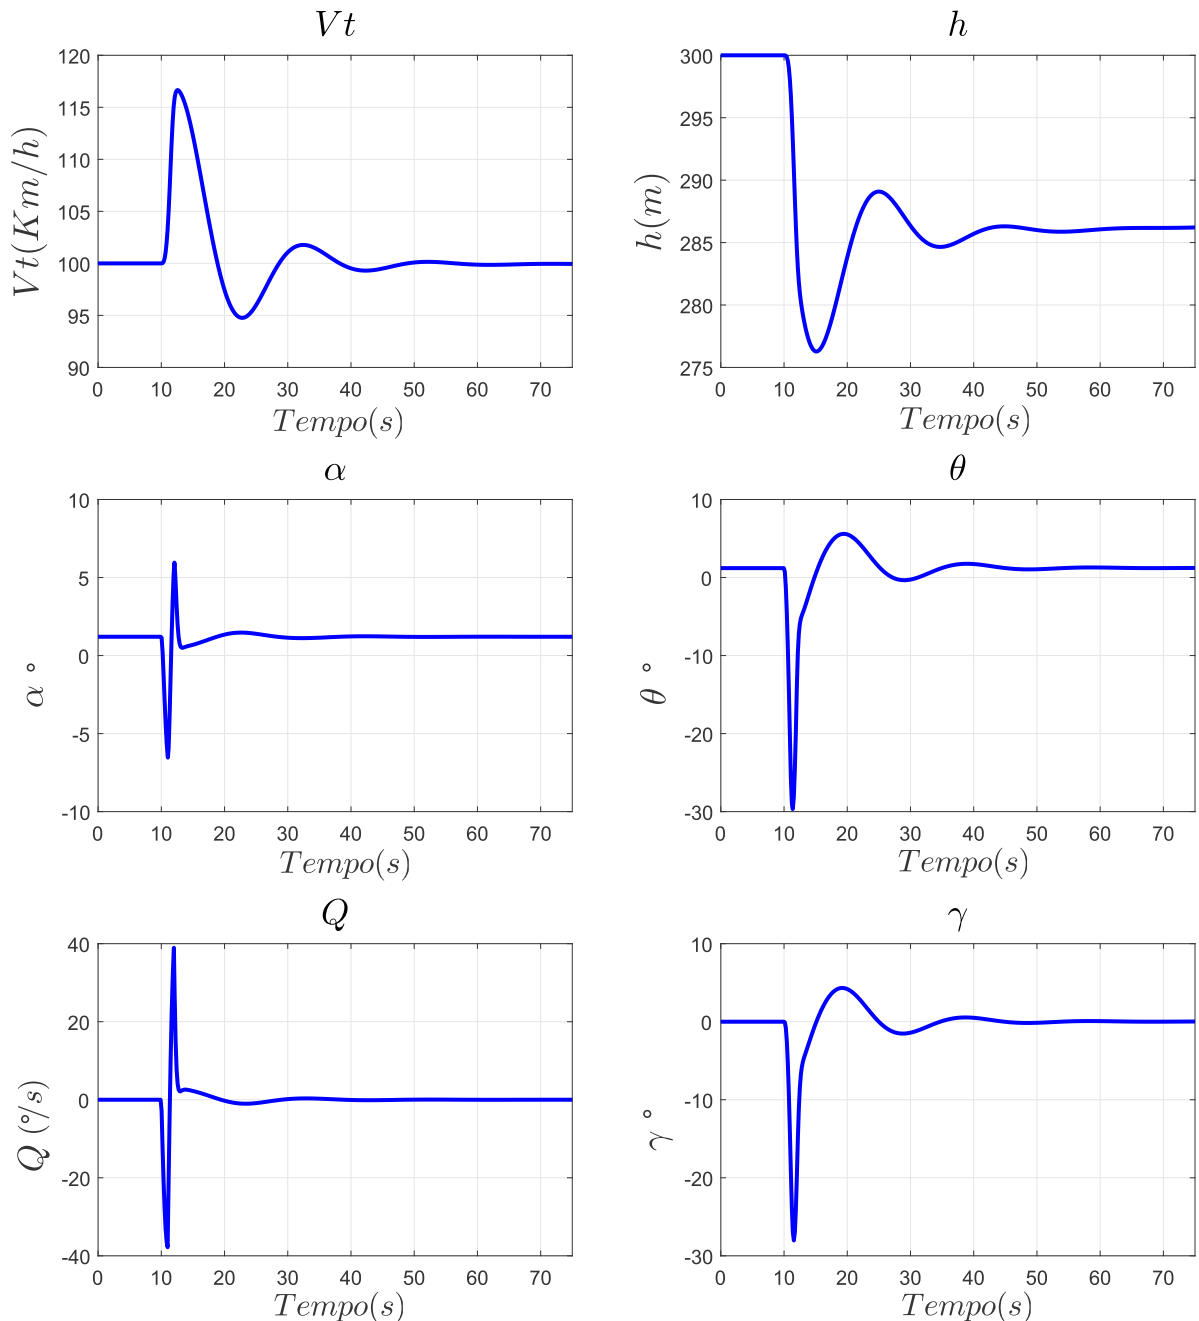 Vt
120
115
110
105
100
95
90
Vt(Km/h)
0 10 20 30 40 50 60 70
Tempo(s)
h
300
295
290
285
280
275
h(m)
0 10 20 30 40 50 60 70
Tempo(s)
α
10
5
0
-5
-10
α °
0 10 20 30 40 50 60 70
Tempo(s)
θ
10
0
-10
-20
-30
θ °
0 10 20 30 40 50 60 70
Tempo(s)
Q
40
20
0
-20
-40
Q (°/s)
0 10 20 30 40 50 60 70
Tempo(s)
γ
10
0
-10
-20
-30
γ °
0 10 20 30 40 50 60 70
Tempo(s)